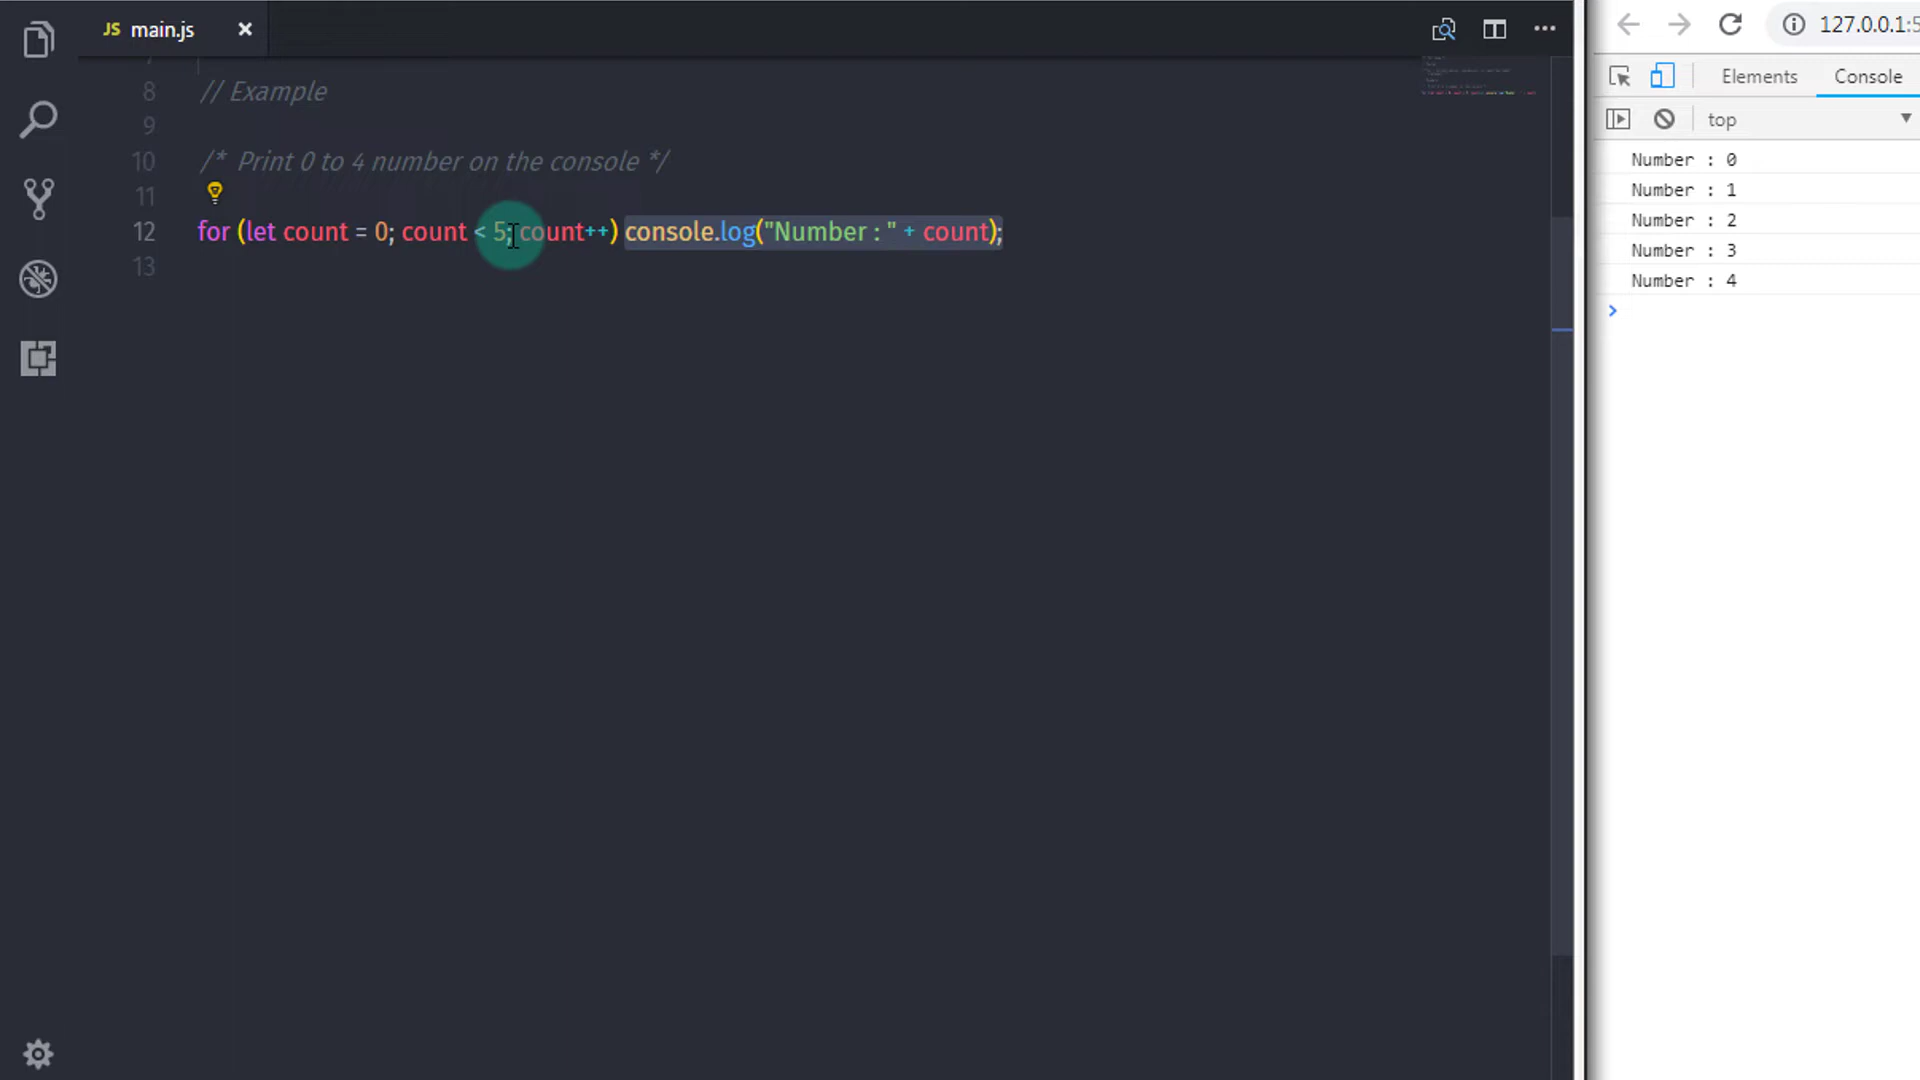 JS main.js
7
8 // Example
9
10 /* Print 0 to 4 number on the console */
11
12 for (let count = 0; count < 5; count++) console.log("Number : " + count);
13
127.0.0.1:5
Elements Console
top
Number : 0
Number : 1
Number : 2
Number : 3
Number : 4